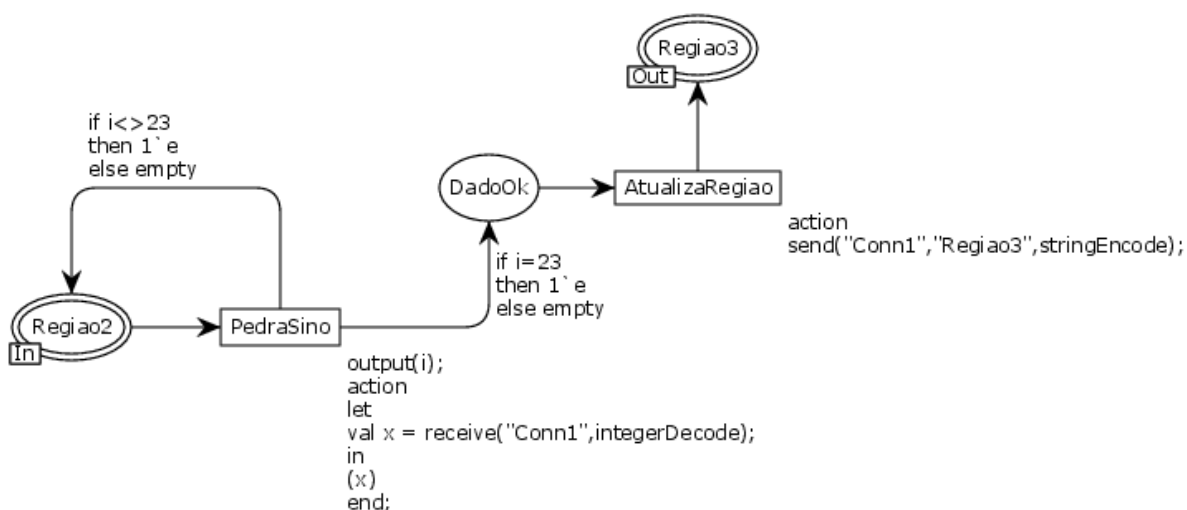 Regiao3
Out
if i<>23
then 1`e
else empty
DadoOk
AtualizaRegiao
action
send("Conn1","Regiao3",stringEncode);
if i=23
then 1`e
else empty
Regiao2
In
PedraSino
output(i);
action
let
val x = receive("Conn1",integerDecode);
in
(x)
end;